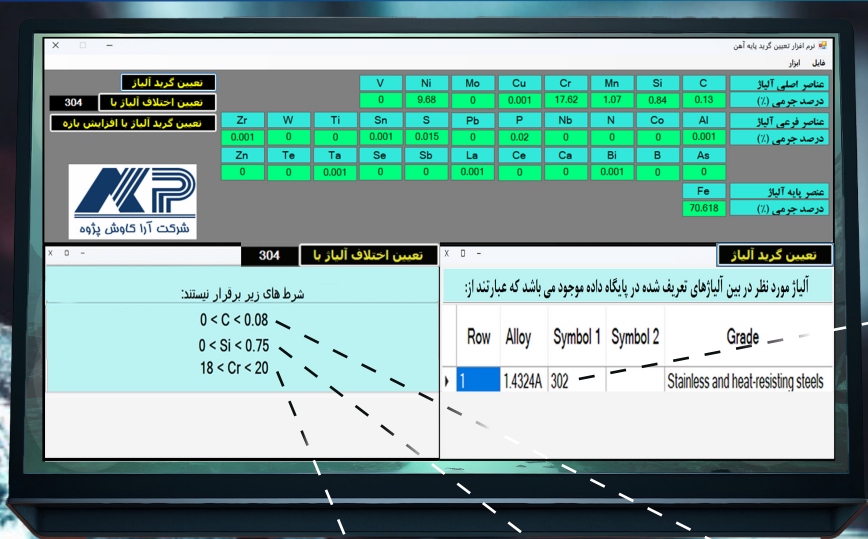 نرم افزار تعیین گرید پایه آهن
فایل ابزار
عناصر اصلی آلیاژ C Si Mn Cr Cu Mo Ni V تعیین گرید آلیاژ
درصد جرمی (٪) 0.13 0.84 1.07 17.62 0.001 0 9.68 0 تعیین اختلاف آلیاژ با 304
عناصر فرعی آلیاژ Al Co N Nb P Pb S Sn Ti W Zr تعیین گرید آلیاژ با افزایش بازه
درصد جرمی (٪) 0.001 0 0 0 0.02 0 0.015 0.001 0 0 0.001
As B Bi Ca Ce La Sb Se Ta Te Zn
0 0 0.001 0 0 0.001 0 0 0.001 0 0
عنصر پایه آلیاژ Fe
درصد جرمی (٪) 70.618
شرکت آرا کاوش پژوه
تعیین گرید آلیاژ
آلیاژ مورد نظر در بین آلیاژهای تعریف شده در پایگاه داده موجود می باشد که عبارتند از:
Row Alloy Symbol 1 Symbol 2 Grade
1 1.4324A 302 Stainless and heat-resisting steels
تعیین اختلاف آلیاژ با 304
شرط های زیر برقرار نیستند:
0 < C < 0.08
0 < Si < 0.75
18 < Cr < 20